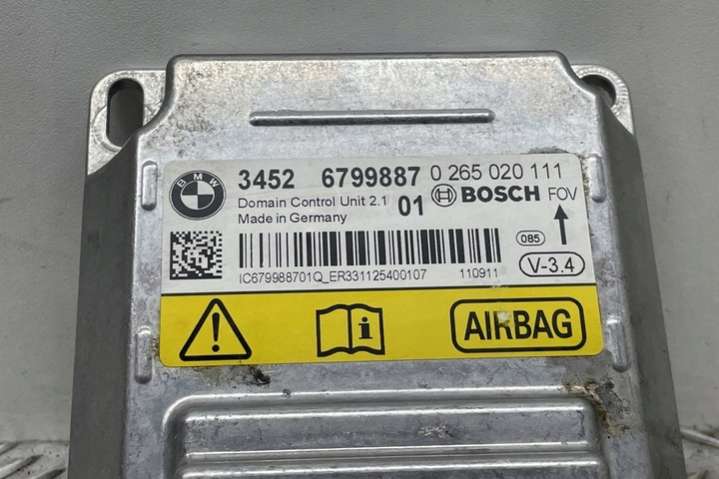 BMW 3452 6799887 0 265 020 111
Domain Control Unit 2.1 01 BOSCH FOV
Made in Germany
085
V-3.4
IC679988701Q_ER331125400107 110911
AIRBAG